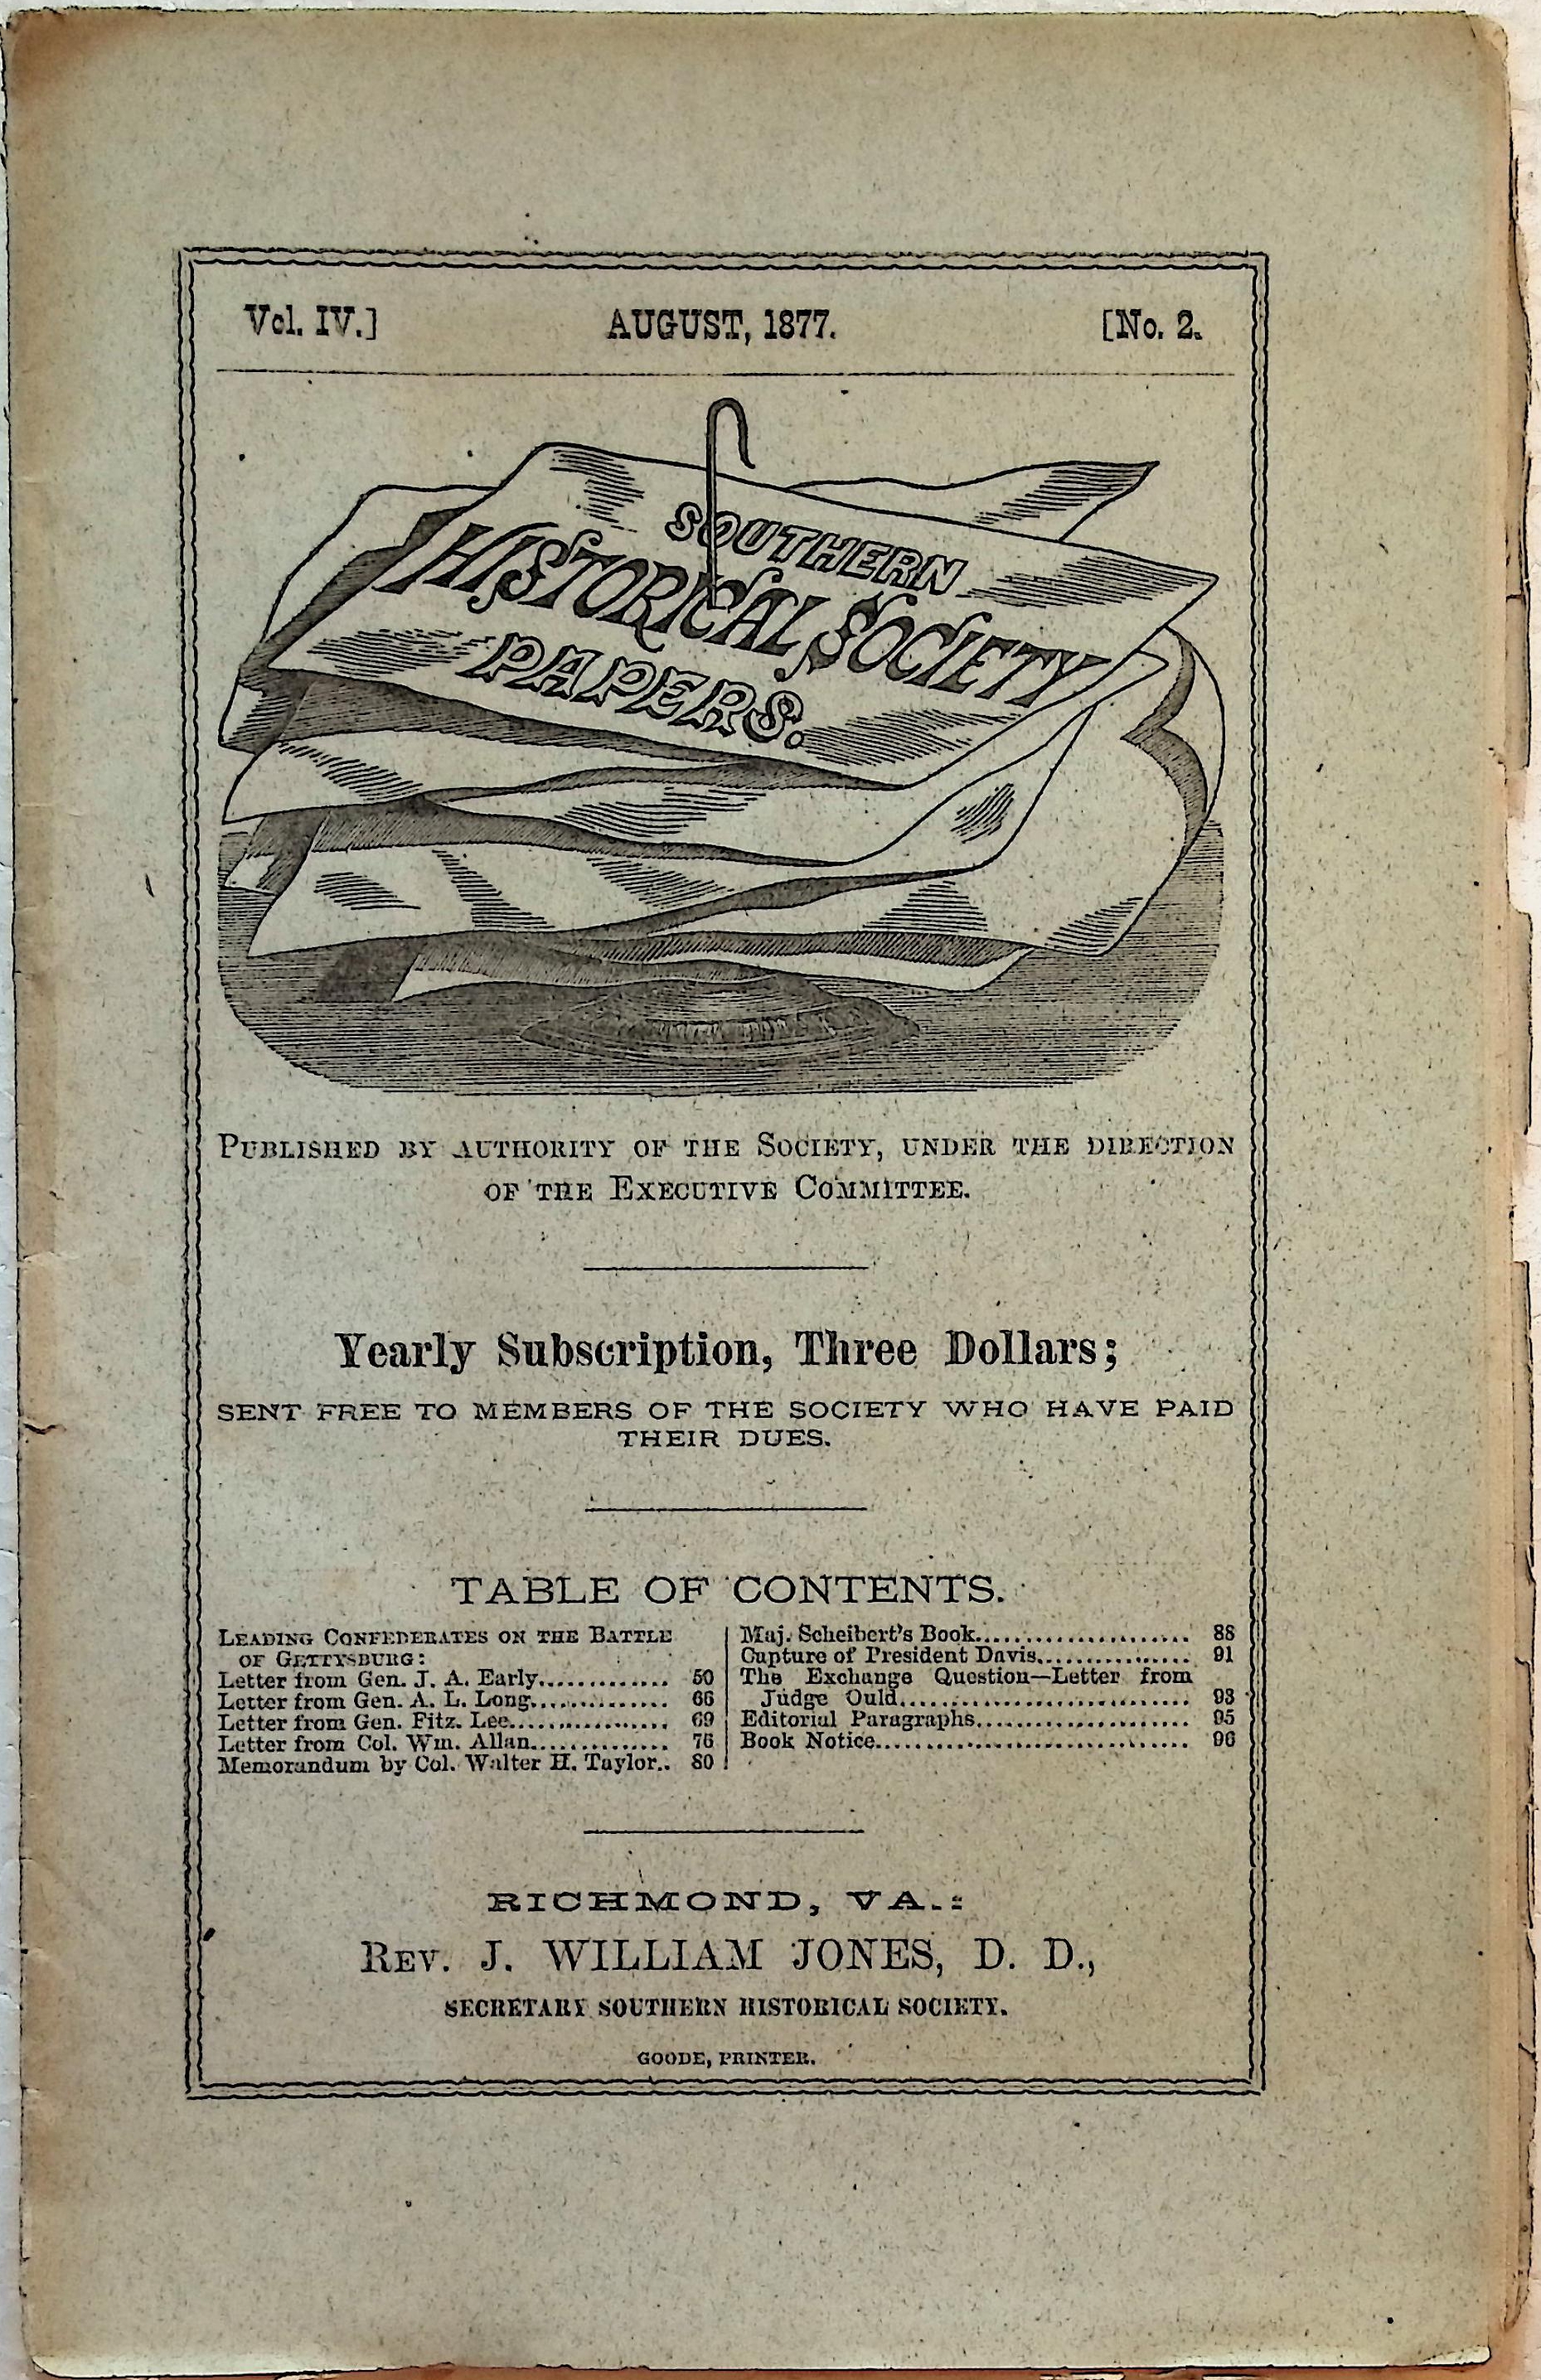 Vol. IV.] AUGUST, 1877. [No. 2.
SOUTHERN
HISTORICAL SOCIETY
PAPERS.
PUBLISHED BY AUTHORITY OF THE SOCIETY, UNDER THE DIRECTION
OF THE EXECUTIVE COMMITTEE.
Yearly Subscription, Three Dollars;
SENT FREE TO MEMBERS OF THE SOCIETY WHO HAVE PAID
THEIR DUES.
TABLE OF CONTENTS.
LEADING CONFEDERATES ON THE BATTLE
OF GETTYSBURG:
Letter from Gen. J. A. Early............. 50
Letter from Gen. A. L. Long.............. 66
Letter from Gen. Fitz. Lee................ 69
Letter from Col. Wm. Allan.............. 76
Memorandum by Col. Walter H. Taylor.. 80
Maj. Scheibert's Book...................... 88
Capture of President Davis................ 91
The Exchange Question—Letter from
Judge Ould.............................. 93
Editorial Paragraphs...................... 95
Book Notice................................ 96
RICHMOND, VA.:
REV. J. WILLIAM JONES, D. D.,
SECRETARY SOUTHERN HISTORICAL SOCIETY.
GOODE, PRINTER.